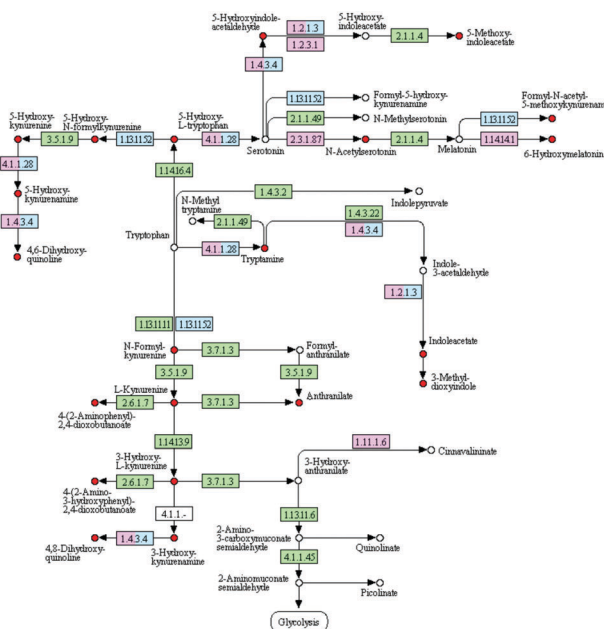 5-Hydroxyindole-
acetaldehyde
1.2.1.3
1.2.3.1
5-Hydroxy-
indoleacetate
2.1.1.4
5-Methoxy-
indoleacetate
1.4.3.4
5-Hydroxy-
kynurenine
3.5.1.9
5-Hydroxy-
N-formylkynurenine
1.13.11.52
5-Hydroxy-
L-tryptophan
4.1.1.28
Serotonin
1.13.11.52
Formyl-5-hydroxy-
kynurenamine
2.1.1.49
N-Methylserotonin
2.3.1.87
N-Acetylserotonin
2.1.1.4
Melatonin
1.13.11.52
Formyl-N-acetyl-
5-methoxykynurenamine
1.14.14.1
6-Hydroxymelatonin
4.1.1.28
5-Hydroxy-
kynurenamine
1.4.3.4
4,6-Dihydroxy-
quinoline
1.14.16.4
1.4.3.2
Indolepyruvate
N-Methyl
tryptamine
2.1.1.49
Tryptophan
4.1.1.28
Tryptamine
1.4.3.22
1.4.3.4
Indole-
3-acetaldehyde
1.2.1.3
Indoleacetate
3-Methyl-
dioxyindole
1.13.11.11
1.13.11.52
N-Formyl-
kynurenine
3.7.1.3
Formyl-
anthranilate
3.5.1.9
3.5.1.9
L-Kynurenine
2.6.1.7
3.7.1.3
Anthranilate
4-(2-Aminophenyl)-
2,4-dioxobutanoate
1.14.13.9
3-Hydroxy-
L-kynurenine
2.6.1.7
3.7.1.3
4-(2-Amino-
3-hydroxyphenyl)-
2,4-dioxobutanoate
1.11.1.6
Cinnavalininate
3-Hydroxy-
anthranilate
4.1.1.-
1.4.3.4
4,8-Dihydroxy-
quinoline
3-Hydroxy-
kynurenamine
1.13.11.6
2-Amino-
3-carboxymuconate
semialdehyde
Quinolinate
4.1.1.45
2-Aminomuconate
semialdehyde
Picolinate
Glycolysis